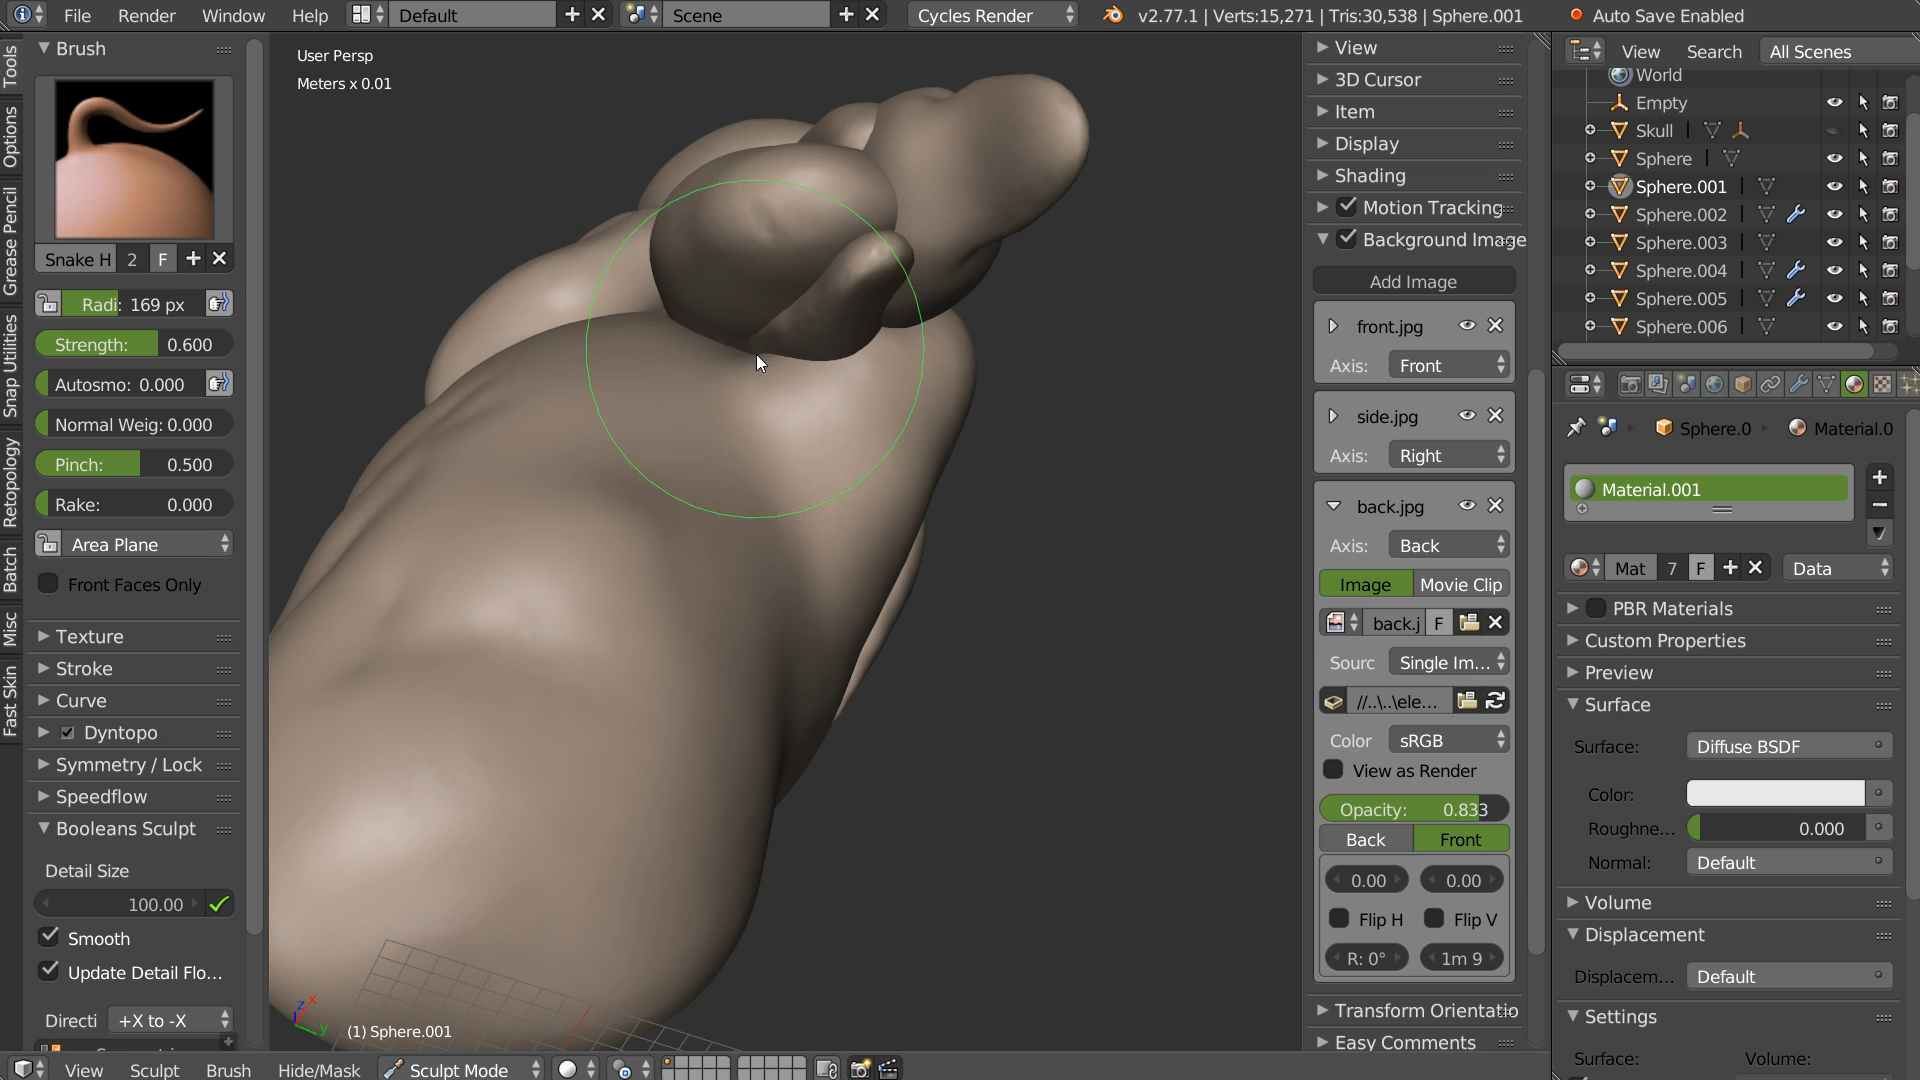 File Render Window Help Default Scene Cycles Render v2.77.1 | Verts:15,271 | Tris:30,538 | Sphere.001 Auto Save Enabled
Tools
Options
Grease Pencil
Snap Utilities
Retopology
Batch
Misc
Fast Skin
Brush
Snake H 2 F
Radi: 169 px
Strength: 0.600
Autosmo: 0.000
Normal Weig: 0.000
Pinch: 0.500
Rake: 0.000
Area Plane
Front Faces Only
Texture
Stroke
Curve
Dyntopo
Symmetry / Lock
Speedflow
Booleans Sculpt
Detail Size
100.00
Smooth
Update Detail Flo...
Directi +X to -X
User Persp
Meters x 0.01
z x
y
(1) Sphere.001
View
3D Cursor
Item
Display
Shading
Motion Tracking
Background Image
Add Image
front.jpg
Axis: Front
side.jpg
Axis: Right
back.jpg
Axis: Back
Image Movie Clip
back.j F
Sourc Single Im...
//..\..\ele...
Color sRGB
View as Render
Opacity: 0.833
Back Front
0.00 0.00
Flip H Flip V
R: 0° 1m 9
Transform Orientatio
Easy Comments
View Search All Scenes
World
Empty
Skull
Sphere
Sphere.001
Sphere.002
Sphere.003
Sphere.004
Sphere.005
Sphere.006
Sphere.0 Material.0
Material.001
Mat 7 F Data
PBR Materials
Custom Properties
Preview
Surface
Surface: Diffuse BSDF
Color:
Roughne... 0.000
Normal: Default
Volume
Displacement
Displacem... Default
Settings
Surface: Volume:
View Sculpt Brush Hide/Mask Sculpt Mode